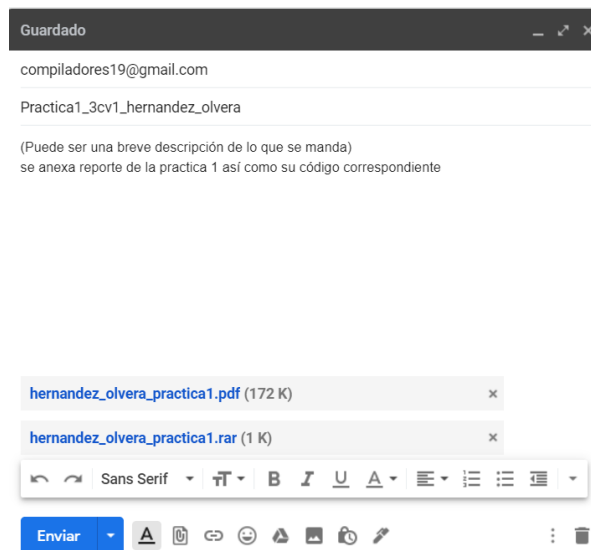 Guardado
compiladores19@gmail.com
Practica1_3cv1_hernandez_olvera
(Puede ser una breve descripción de lo que se manda)
se anexa reporte de la practica 1 así como su código correspondiente
hernandez_olvera_practica1.pdf (172 K)
hernandez_olvera_practica1.rar (1 K)
Sans Serif
Enviar